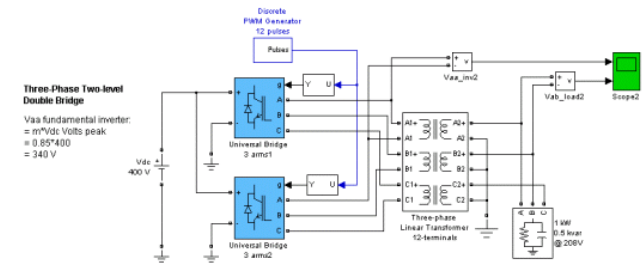 Discrete
PWM Generator
12 pulses
Pulses
Three-Phase Two-level
Double Bridge
Vaa fundamental inverter:
= m*Vdc Volts peak
= 0.85*400
= 340 V
Vdc
400 V
g
A
B
C
+
-
Universal Bridge
3 arms1
Y U
g
A
B
C
+
-
Universal Bridge
3 arms2
Y U
A1+ A2+
A1 A2
B1+ B2+
B1 B2
C1+ C2+
C1 C2
Three-phase
Linear Transformer
12-terminals
+
-
v
Vaa_inv2
+
-
v
Vab_load2
Scope2
A B C
1 kW
0.5 kvar
@ 208V